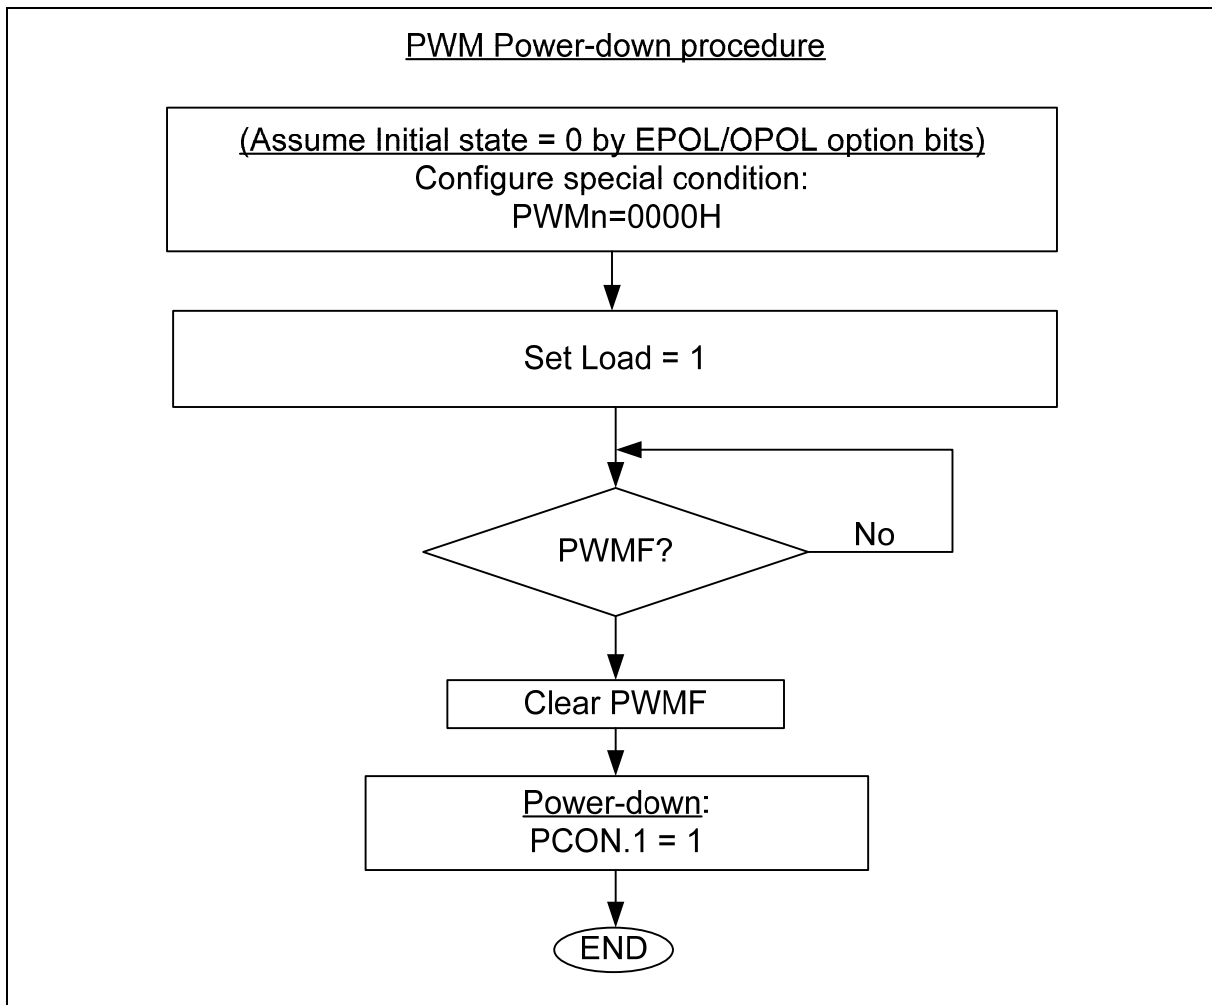 PWM Power-down procedure
(Assume Initial state = 0 by EPOL/OPOL option bits)
Configure special condition:
PWMn=0000H
Set Load = 1
PWMF?
No
Clear PWMF
Power-down:
PCON.1 = 1
END